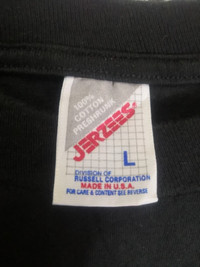 100%
COTTON
PRESHRUNK
JERZEES
L
DIVISION OF
RUSSELL CORPORATION
MADE IN U.S.A.
FOR CARE & CONTENT SEE REVERSE